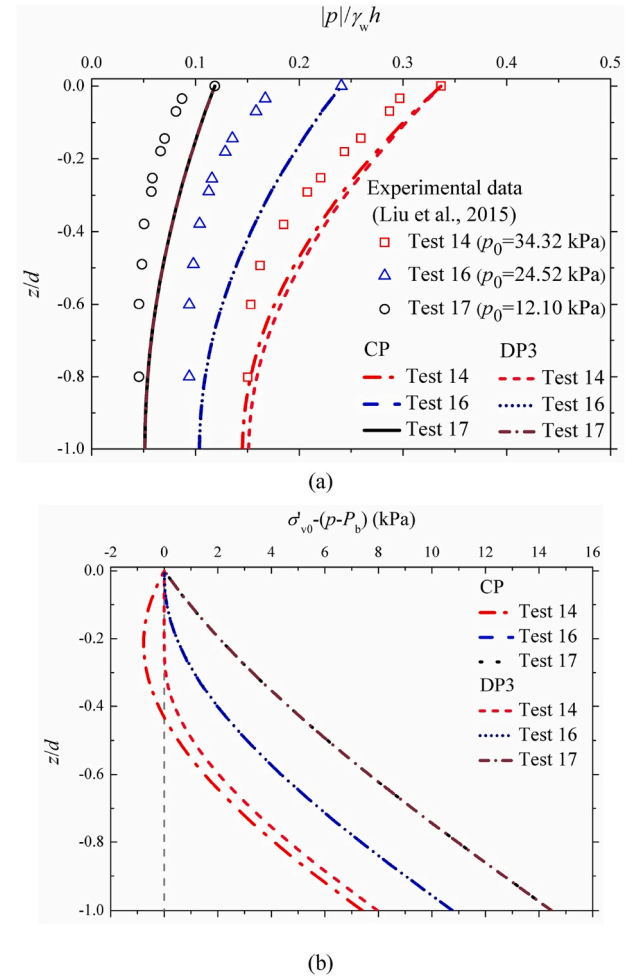 |p|/γwh
0.0 0.1 0.2 0.3 0.4 0.5
0.0
-0.2
-0.4
-0.6
-0.8
-1.0
z/d
Experimental data
(Liu et al., 2015)
Test 14 (p0=34.32 kPa)
Test 16 (p0=24.52 kPa)
Test 17 (p0=12.10 kPa)
CP DP3
Test 14 Test 14
Test 16 Test 16
Test 17 Test 17
(a)
σ'v0-(p-Pb) (kPa)
-2 0 2 4 6 8 10 12 14 16
0.0
-0.2
-0.4
-0.6
-0.8
-1.0
z/d
CP
Test 14
Test 16
Test 17
DP3
Test 14
Test 16
Test 17
(b)